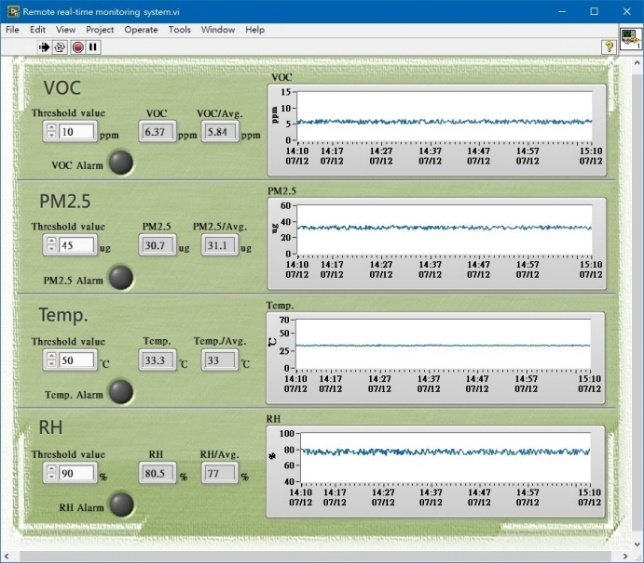 Remote real-time monitoring system.vi
File Edit View Project Operate Tools Window Help
VOC
Threshold value VOC VOC/Avg.
10 ppm 6.37 ppm 5.84 ppm
VOC Alarm
VOC
15
10
5
0
ppm
14:10 14:17 14:27 14:37 14:47 14:57 15:10
07/12 07/12 07/12 07/12 07/12 07/12 07/12
PM2.5
Threshold value PM2.5 PM2.5/Avg.
45 ug 30.7 ug 31.1 ug
PM2.5 Alarm
PM2.5
60
40
20
0
ug
14:10 14:17 14:27 14:37 14:47 14:57 15:10
07/12 07/12 07/12 07/12 07/12 07/12 07/12
Temp.
Threshold value Temp. Temp./Avg.
50 ℃ 33.3 ℃ 33 ℃
Temp. Alarm
Temp.
70
50
25
0
℃
14:10 14:17 14:27 14:37 14:47 14:57 15:10
07/12 07/12 07/12 07/12 07/12 07/12 07/12
RH
Threshold value RH RH/Avg.
90 % 80.5 % 77 %
RH Alarm
RH
100
80
60
40
%
14:10 14:17 14:27 14:37 14:47 14:57 15:10
07/12 07/12 07/12 07/12 07/12 07/12 07/12